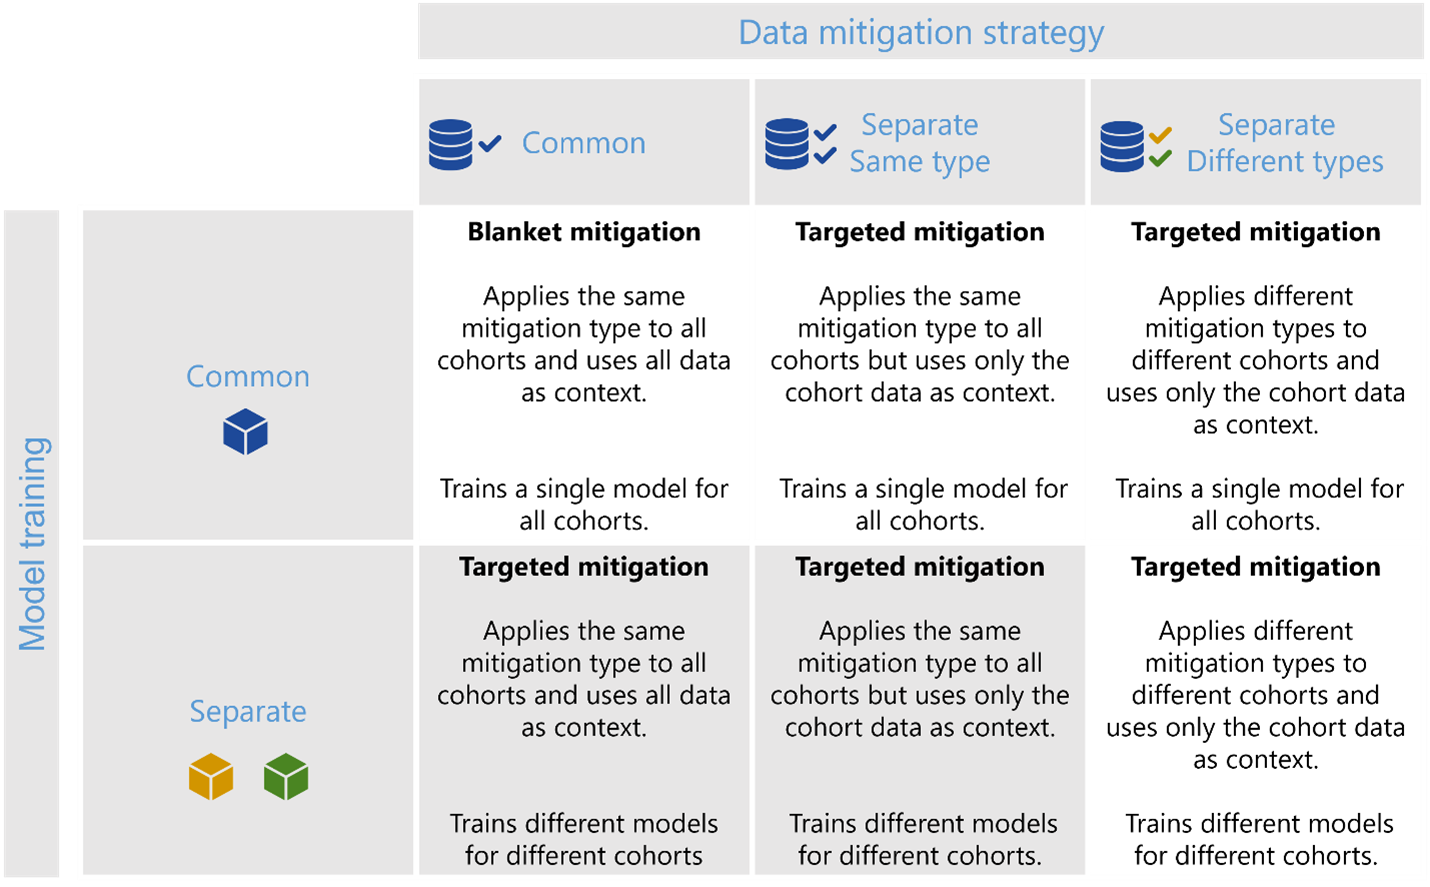 Data mitigation strategy
Common
Separate
Same type
Separate
Different types
Model training
Common
Blanket mitigation
Applies the same
mitigation type to all
cohorts and uses all data
as context.
Trains a single model for
all cohorts.
Targeted mitigation
Applies the same
mitigation type to all
cohorts but uses only the
cohort data as context.
Trains a single model for
all cohorts.
Targeted mitigation
Applies different
mitigation types to
different cohorts and
uses only the cohort data
as context.
Trains a single model for
all cohorts.
Separate
Targeted mitigation
Applies the same
mitigation type to all
cohorts and uses all data
as context.
Trains different models
for different cohorts
Targeted mitigation
Applies the same
mitigation type to all
cohorts but uses only the
cohort data as context.
Trains different models
for different cohorts.
Targeted mitigation
Applies different
mitigation types to
different cohorts and
uses only the cohort data
as context.
Trains different models
for different cohorts.